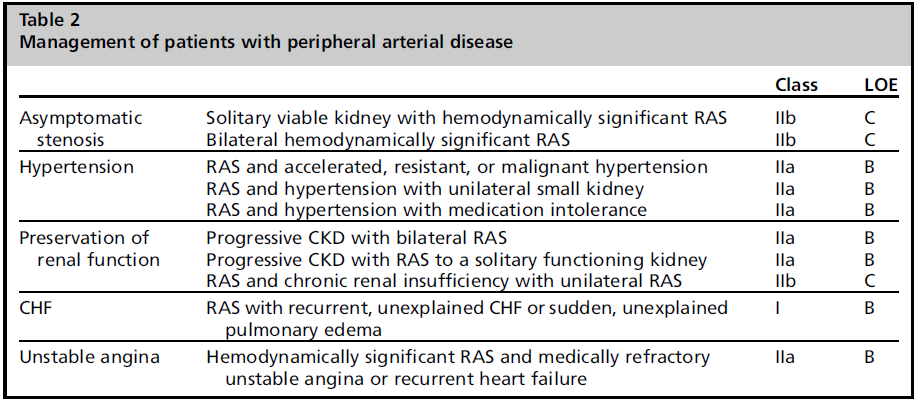 Table 2
Management of patients with peripheral arterial disease
Class LOE
Asymptomatic Solitary viable kidney with hemodynamically significant RAS IIb C
stenosis Bilateral hemodynamically significant RAS IIb C
Hypertension RAS and accelerated, resistant, or malignant hypertension IIa B
RAS and hypertension with unilateral small kidney IIa B
RAS and hypertension with medication intolerance IIa B
Preservation of Progressive CKD with bilateral RAS IIa B
renal function Progressive CKD with RAS to a solitary functioning kidney IIa B
RAS and chronic renal insufficiency with unilateral RAS IIb C
CHF RAS with recurrent, unexplained CHF or sudden, unexplained I B
pulmonary edema
Unstable angina Hemodynamically significant RAS and medically refractory IIa B
unstable angina or recurrent heart failure